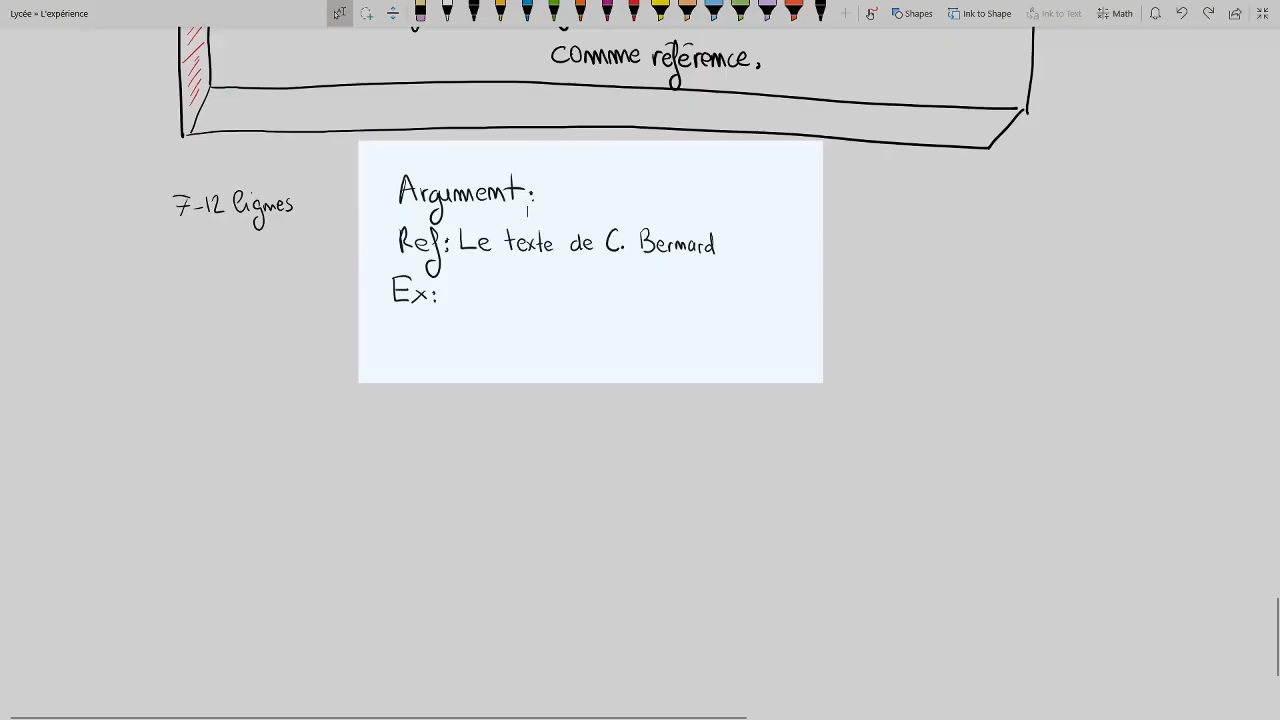 Lycée » L'expérience
Shapes
Ink to Shape
Ink to Text
Math
comme référence.
7-12 lignes
Argument:
Ref: Le texte de C. Bernard
Ex: